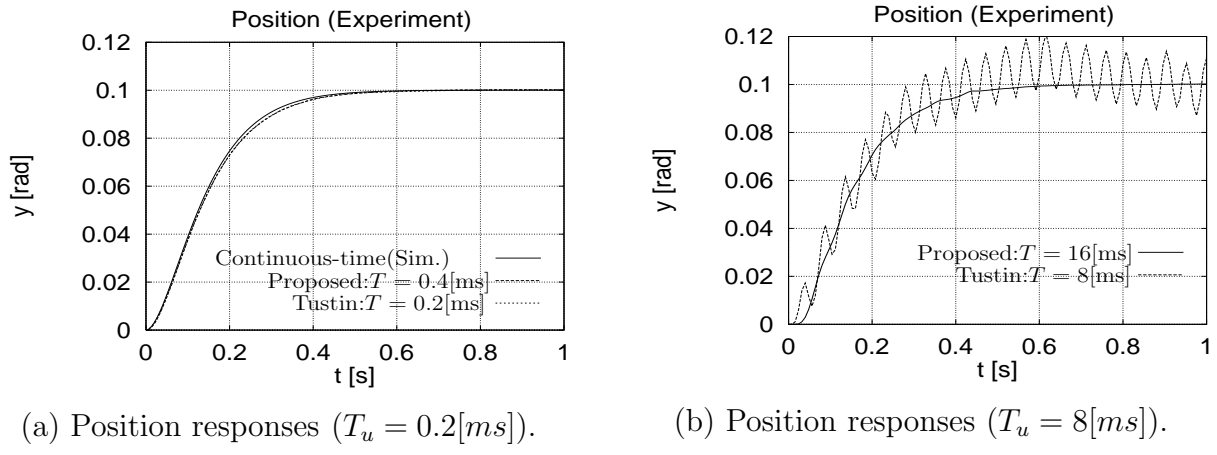 Position (Experiment)
0.12
0.1
0.08
0.06
0.04
0.02
0
y [rad]
Continuous-time(Sim.)
Proposed:T = 0.4[ms]
Tustin:T = 0.2[ms]
0 0.2 0.4 0.6 0.8 1
t [s]
(a) Position responses (T_u = 0.2[ms]).
Position (Experiment)
0.12
0.1
0.08
0.06
0.04
0.02
0
y [rad]
Proposed:T = 16[ms]
Tustin:T = 8[ms]
0 0.2 0.4 0.6 0.8 1
t [s]
(b) Position responses (T_u = 8[ms]).